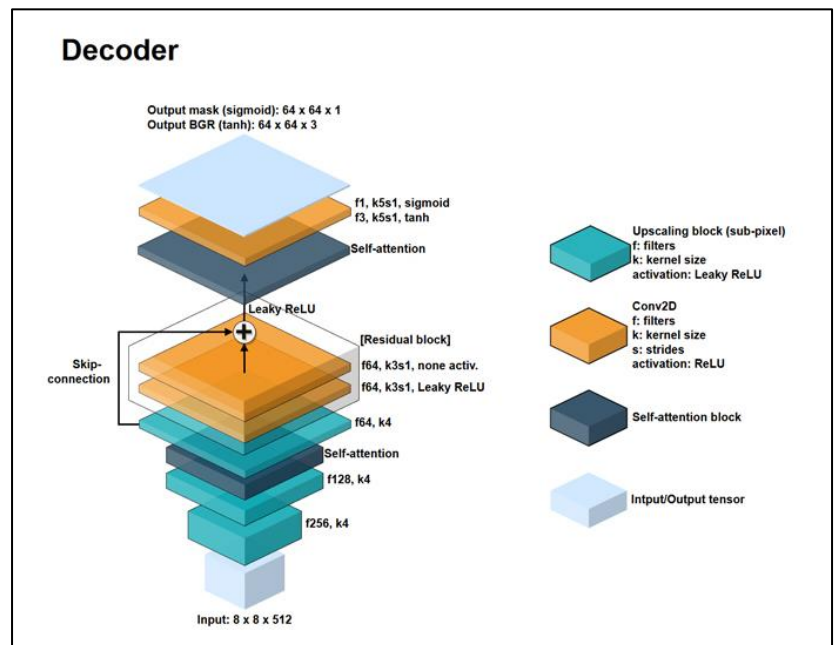 Decoder
Output mask (sigmoid): 64 x 64 x 1
Output BGR (tanh): 64 x 64 x 3
f1, k5s1, sigmoid
f3, k5s1, tanh
Self-attention
Leaky ReLU
[Residual block]
Skip-
connection
f64, k3s1, none activ.
f64, k3s1, Leaky ReLU
f64, k4
Self-attention
f128, k4
f256, k4
Input: 8 x 8 x 512
Upscaling block (sub-pixel)
f: filters
k: kernel size
activation: Leaky ReLU
Conv2D
f: filters
k: kernel size
s: strides
activation: ReLU
Self-attention block
Intput/Output tensor